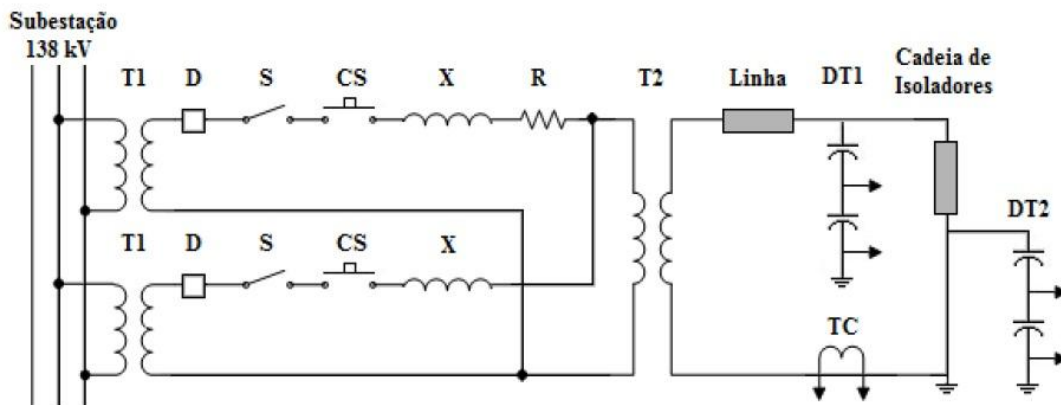 Subestação
138 kV
T1 D S CS X R T2 Linha DT1 Cadeia de
Isoladores
T1 D S CS X
DT2
TC